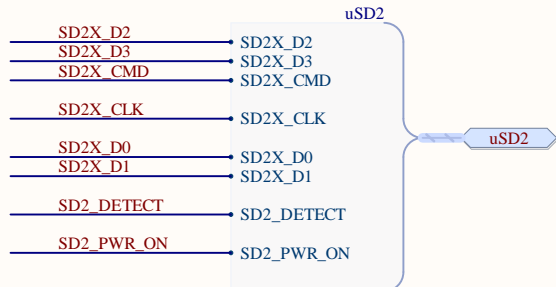 uSD2
SD2X_D2 SD2X_D2
SD2X_D3 SD2X_D3
SD2X_CMD SD2X_CMD
SD2X_CLK SD2X_CLK
uSD2
SD2X_D0 SD2X_D0
SD2X_D1 SD2X_D1
SD2_DETECT SD2_DETECT
SD2_PWR_ON SD2_PWR_ON